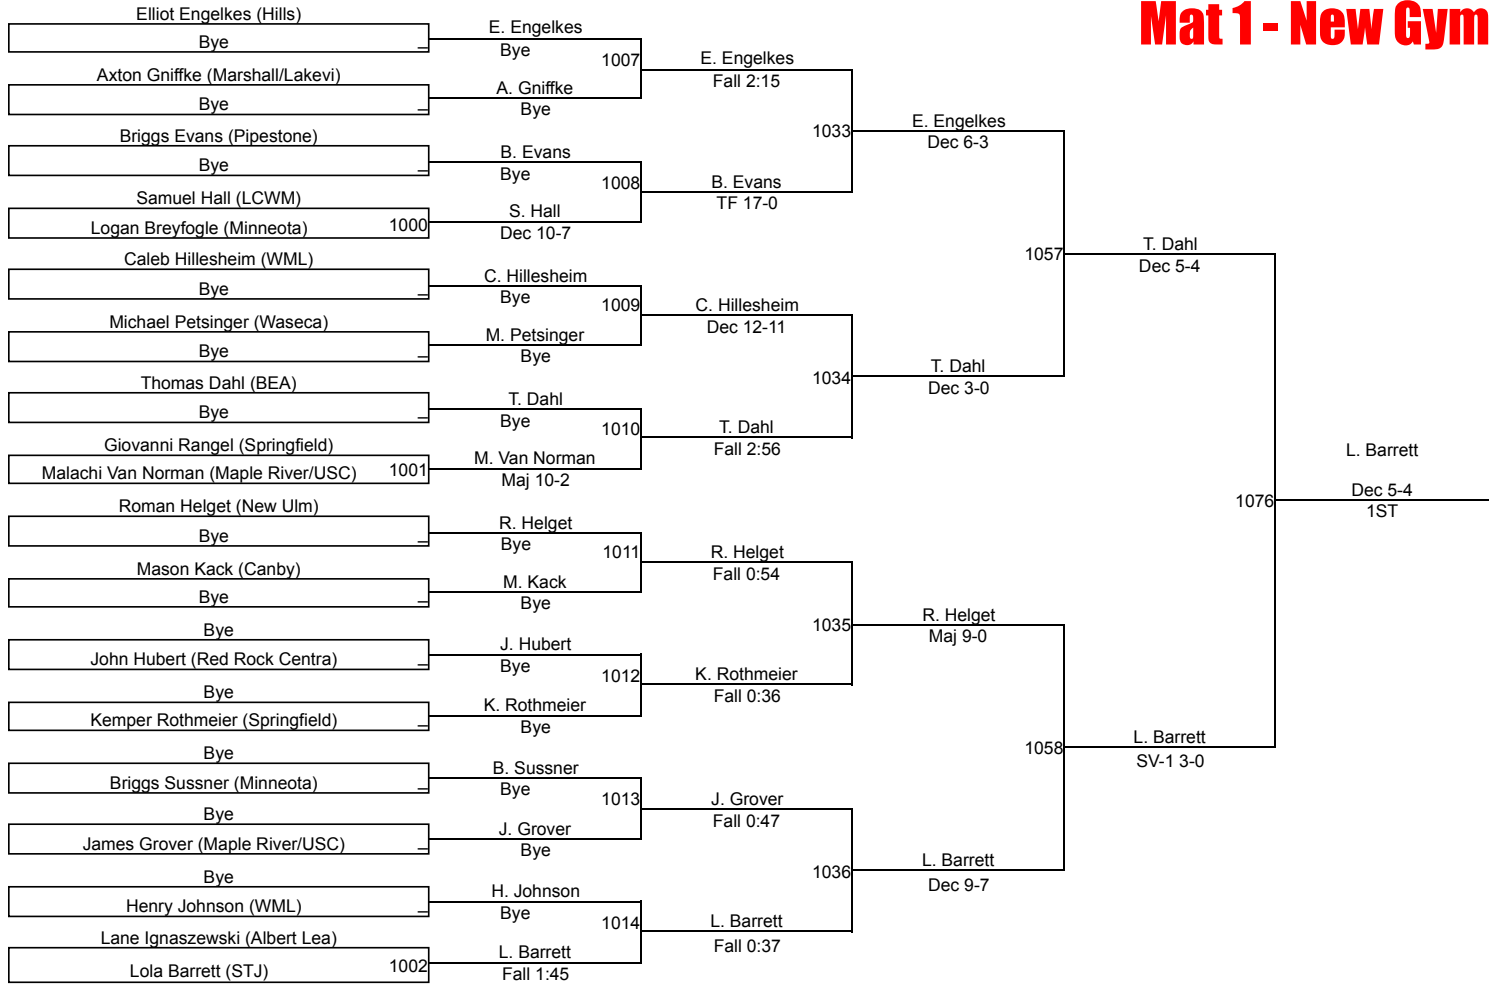 Mat 1 - New Gym
Elliot Engelkes (Hills)
Bye
Axton Gniffke (Marshall/Lakevi)
Bye
Briggs Evans (Pipestone)
Bye
Samuel Hall (LCWM)
Logan Breyfogle (Minneota) 1000
Caleb Hillesheim (WML)
Bye
Michael Petsinger (Waseca)
Bye
Thomas Dahl (BEA)
Bye
Giovanni Rangel (Springfield)
Malachi Van Norman (Maple River/USC) 1001
Roman Helget (New Ulm)
Bye
Mason Kack (Canby)
Bye
Bye
John Hubert (Red Rock Centra)
Bye
Kemper Rothmeier (Springfield)
Bye
Briggs Sussner (Minneota)
Bye
James Grover (Maple River/USC)
Bye
Henry Johnson (WML)
Lane Ignaszewski (Albert Lea)
Lola Barrett (STJ) 1002
E. Engelkes
Bye
1007
A. Gniffke
Bye
B. Evans
Bye
1008
S. Hall
Dec 10-7
C. Hillesheim
Bye
1009
M. Petsinger
Bye
T. Dahl
Bye
1010
M. Van Norman
Maj 10-2
R. Helget
Bye
1011
M. Kack
Bye
J. Hubert
Bye
1012
K. Rothmeier
Bye
B. Sussner
Bye
1013
J. Grover
Bye
H. Johnson
Bye
1014
L. Barrett
Fall 1:45
E. Engelkes
Fall 2:15
1033
B. Evans
TF 17-0
C. Hillesheim
Dec 12-11
1034
T. Dahl
Fall 2:56
R. Helget
Fall 0:54
1035
K. Rothmeier
Fall 0:36
J. Grover
Fall 0:47
1036
L. Barrett
Fall 0:37
E. Engelkes
Dec 6-3
1057
T. Dahl
Dec 3-0
R. Helget
Maj 9-0
1058
L. Barrett
Dec 9-7
T. Dahl
Dec 5-4
1076
L. Barrett
SV-1 3-0
L. Barrett
Dec 5-4
1ST